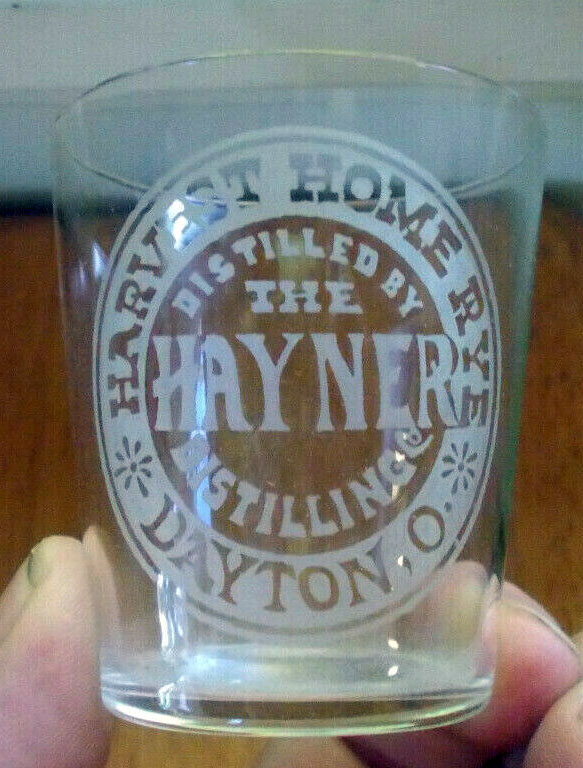 HARVEST HOME RYE
DISTILLED BY
THE
HAYNER
DISTILLING Co
DAYTON, O.